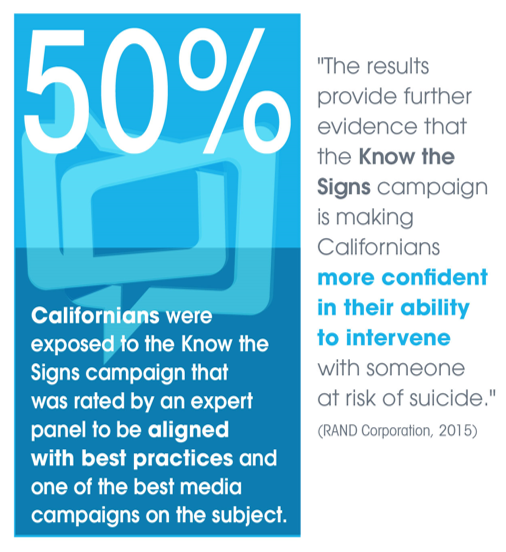 50%
Californians were
exposed to the Know the
Signs campaign that
was rated by an expert
panel to be aligned
with best practices and
one of the best media
campaigns on the subject.
"The results
provide further
evidence that
the Know the
Signs campaign
is making
Californians
more confident
in their ability
to intervene
with someone
at risk of suicide."
(RAND Corporation, 2015)